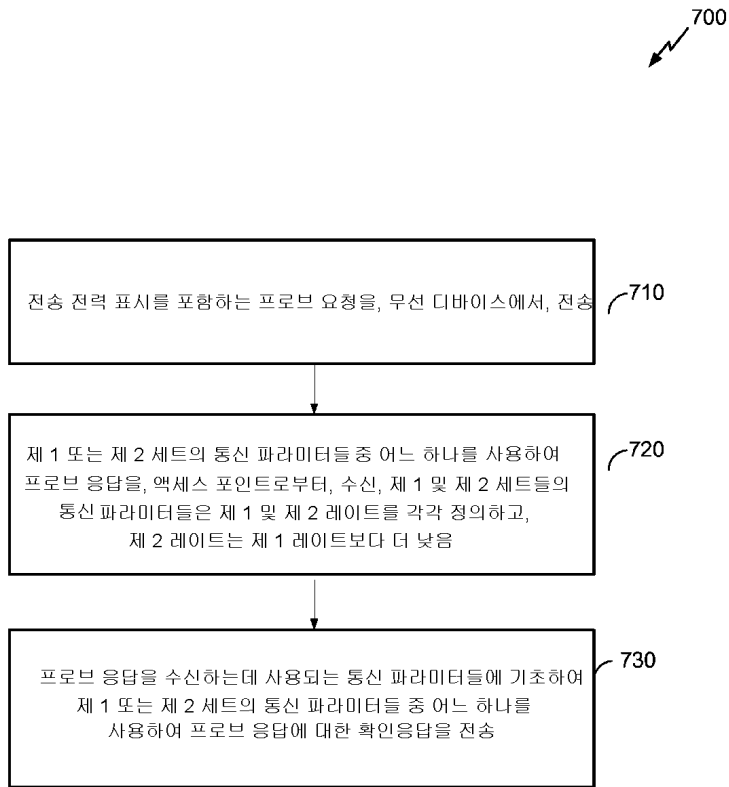 700
전송 전력 표시를 포함하는 프로브 요청을, 무선 디바이스에서, 전송
710
제 1 또는 제 2 세트의 통신 파라미터들 중 어느 하나를 사용하여
프로브 응답을, 액세스 포인트로부터, 수신, 제 1 및 제 2 세트들의
통신 파라미터들은 제 1 및 제 2 레이트를 각각 정의하고,
제 2 레이트는 제 1 레이트보다 더 낮음
720
프로브 응답을 수신하는데 사용되는 통신 파라미터들에 기초하여
제 1 또는 제 2 세트의 통신 파라미터들 중 어느 하나를
사용하여 프로브 응답에 대한 확인응답을 전송
730